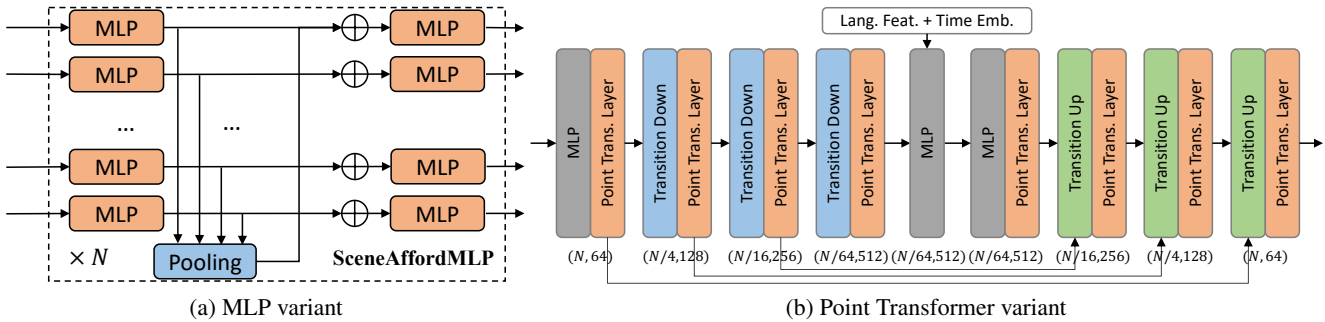 MLP
MLP
MLP
MLP
...
...
MLP
MLP
MLP
MLP
× N
Pooling
SceneAffordMLP
(a) MLP variant
Lang. Feat. + Time Emb.
MLP
Point Trans. Layer
Transition Down
Point Trans. Layer
Transition Down
Point Trans. Layer
Transition Down
Point Trans. Layer
MLP
MLP
Point Trans. Layer
Transition Up
Point Trans. Layer
Transition Up
Point Trans. Layer
Transition Up
Point Trans. Layer
(N, 64)
(N/4,128)
(N/16,256)
(N/64,512)
(N/64,512)
(N/64,512)
(N/16,256)
(N/4,128)
(N, 64)
(b) Point Transformer variant